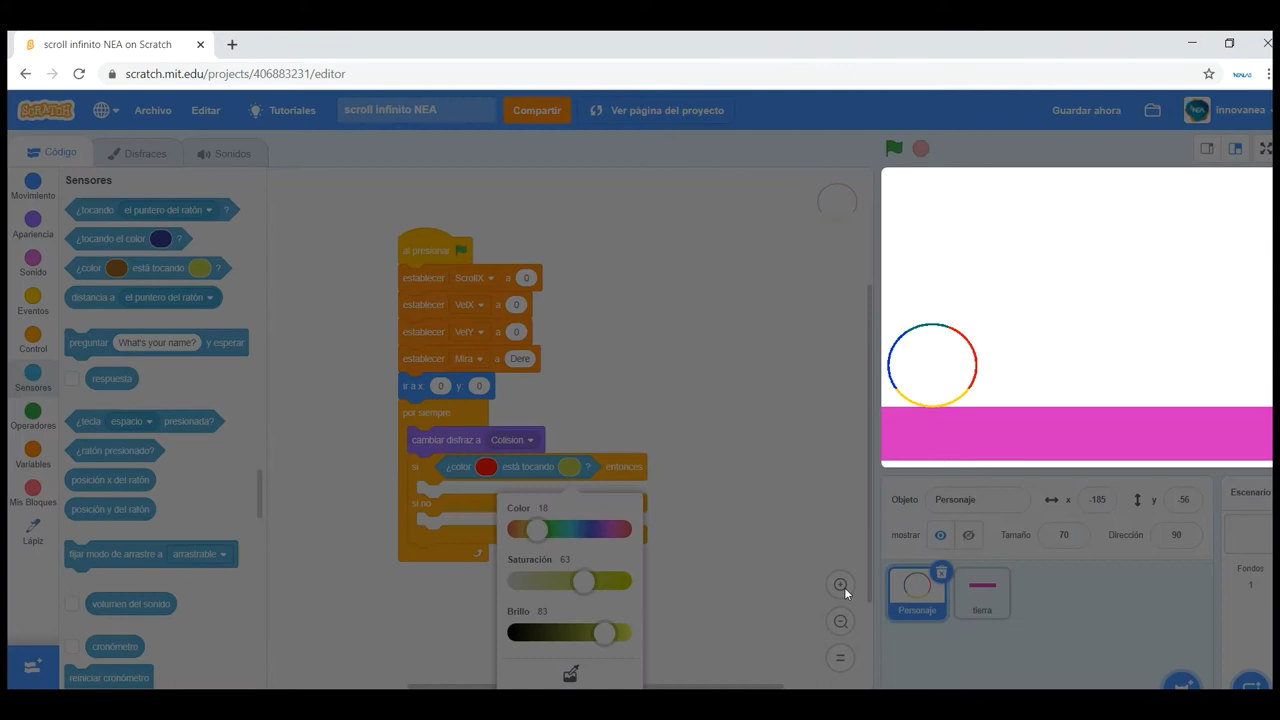 scroll infinito NEA on Scratch
scratch.mit.edu/projects/406883231/editor
SCRATCH Archivo Editar Tutoriales scroll infinito NEA Compartir Ver página del proyecto Guardar ahora innovanea
Código Disfraces Sonidos
Movimiento
Apariencia
Sonido
Eventos
Control
Sensores
Operadores
Variables
Mis Bloques
Lápiz
Sensores
¿tocando el puntero del ratón ?
¿tocando el color ?
¿color está tocando ?
distancia a el puntero del ratón
preguntar What's your name? y esperar
respuesta
¿tecla espacio presionada?
¿ratón presionado?
posición x del ratón
posición y del ratón
fijar modo de arrastre a arrastrable
volumen del sonido
cronómetro
reiniciar cronómetro
al presionar
establecer ScrollX a 0
establecer VelX a 0
establecer VelY a 0
establecer Mira a Dere
ir a x: 0 y: 0
por siempre
cambiar disfraz a Colision
si ¿color está tocando ? entonces
si no
Color 18
Saturación 63
Brillo 83
Objeto Personaje x -185 y -56
mostrar Tamaño 70 Dirección 90
Personaje
tierra
Escenario
Fondos
1